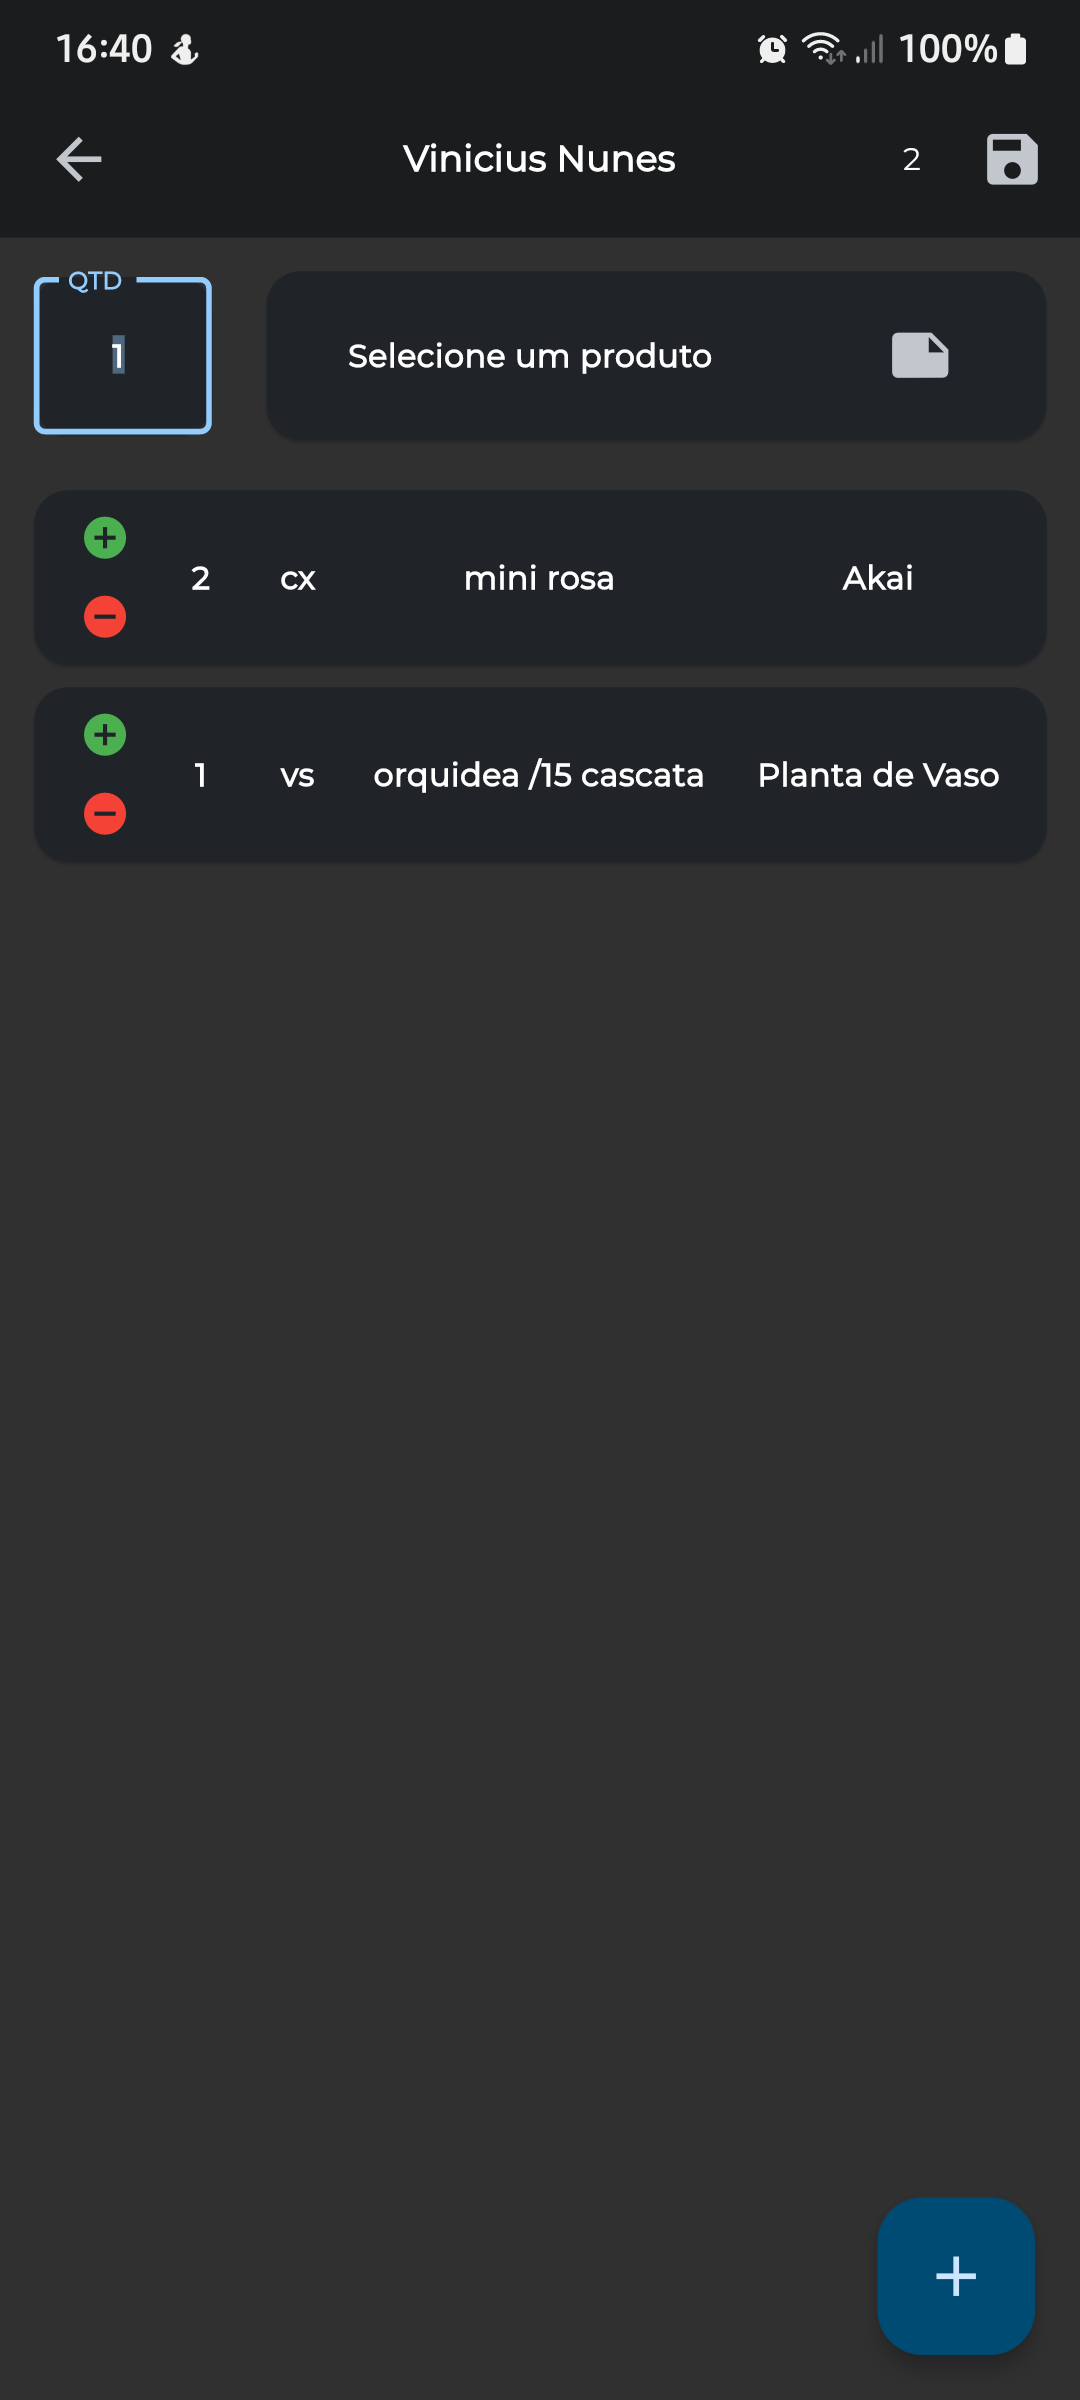 16:40 100%
Vinicius Nunes 2
QTD
1 Selecione um produto
2 cx mini rosa Akai
1 vs orquidea /15 cascata Planta de Vaso